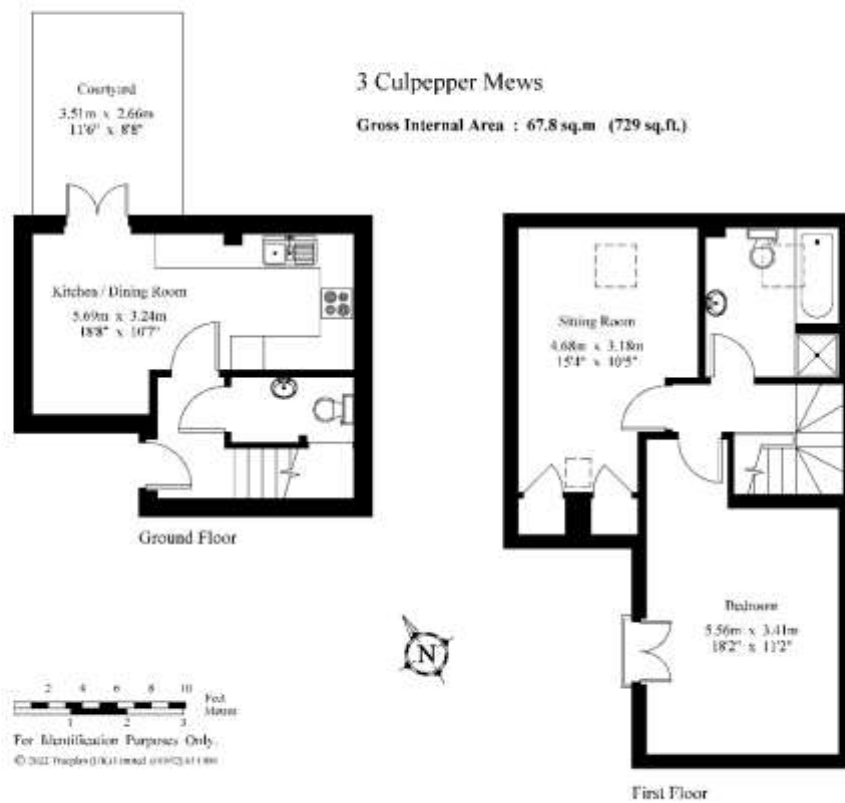 3 Culpepper Mews
Gross Internal Area : 67.8 sq.m (729 sq.ft.)
Courtyard
3.51m x 2.66m
11'6" x 8'8"
Kitchen / Dining Room
5.69m x 3.24m
18'8" x 10'7"
Ground Floor
Sitting Room
4.68m x 3.18m
15'4" x 10'5"
Bedroom
5.56m x 3.41m
18'2" x 11'2"
First Floor
N
2 4 6 8 10 Feet
1 2 3 Metres
For Identification Purposes Only.
© 2022